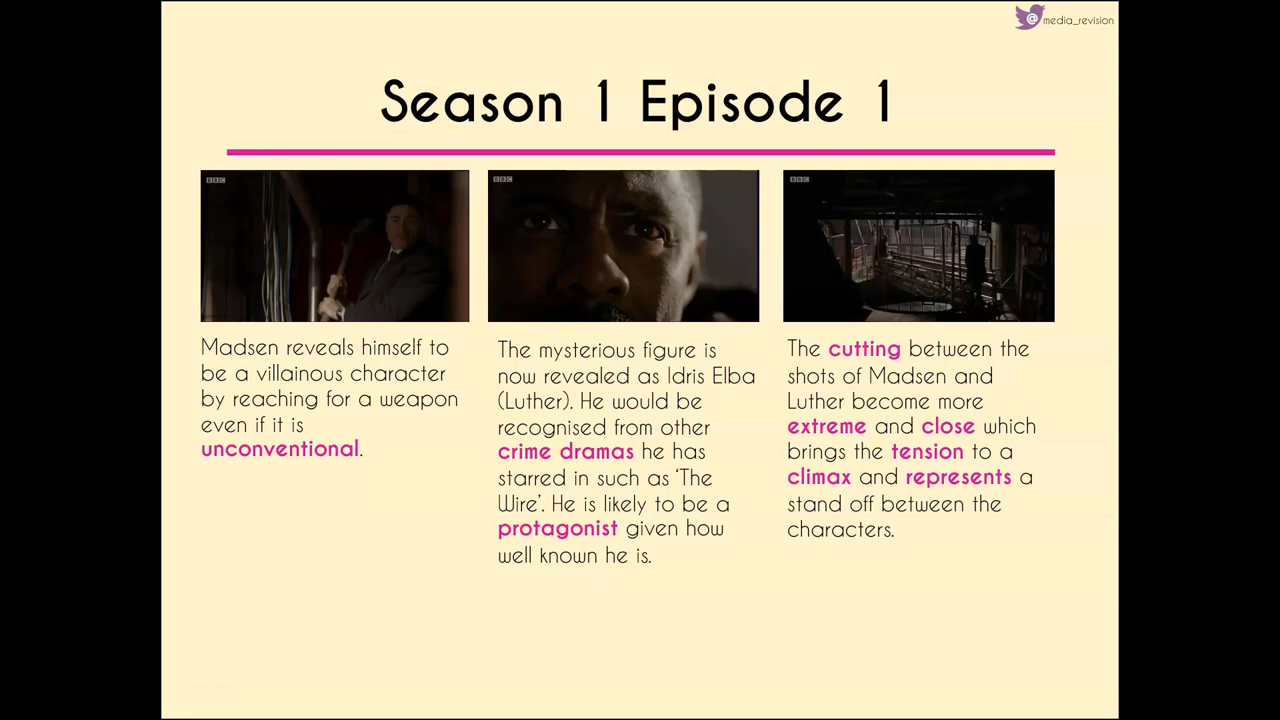 @media_revision
Season 1 Episode 1
BBC
BBC
BBC
Madsen reveals himself to
be a villainous character
by reaching for a weapon
even if it is
unconventional.
The mysterious figure is
now revealed as Idris Elba
(Luther). He would be
recognised from other
crime dramas he has
starred in such as ‘The
Wire’. He is likely to be a
protagonist given how
well known he is.
The cutting between the
shots of Madsen and
Luther become more
extreme and close which
brings the tension to a
climax and represents a
stand off between the
characters.